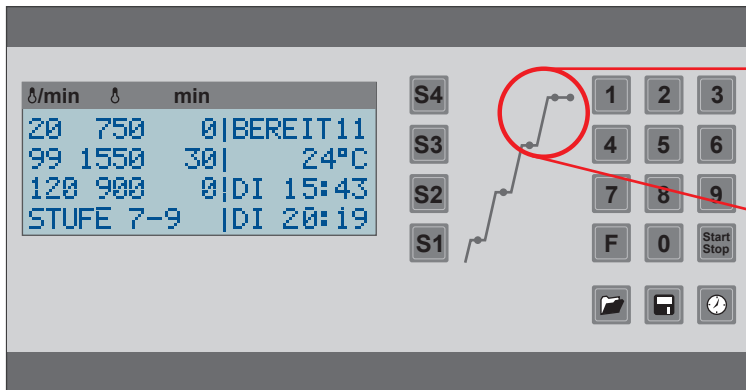 /min min
20 750 0|BEREIT11
99 1550 30| 24°C
120 900 0|DI 15:43
STUFE 7-9 |DI 20:19
S4
S3
S2
S1
1 2 3
4 5 6
7 8 9
F 0 Start
Stop